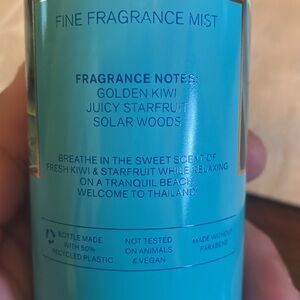 FINE FRAGRANCE MIST
FRAGRANCE NOTES:
GOLDEN KIWI
JUICY STARFRUIT
SOLAR WOODS
BREATHE IN THE SWEET SCENT OF
FRESH KIWI & STARFRUIT WHILE RELAXING
ON A TRANQUIL BEACH.
WELCOME TO THAILAND!
BOTTLE MADE
WITH 50%
RECYCLED PLASTIC
NOT TESTED
ON ANIMALS
& VEGAN
MADE WITHOUT
PARABENS